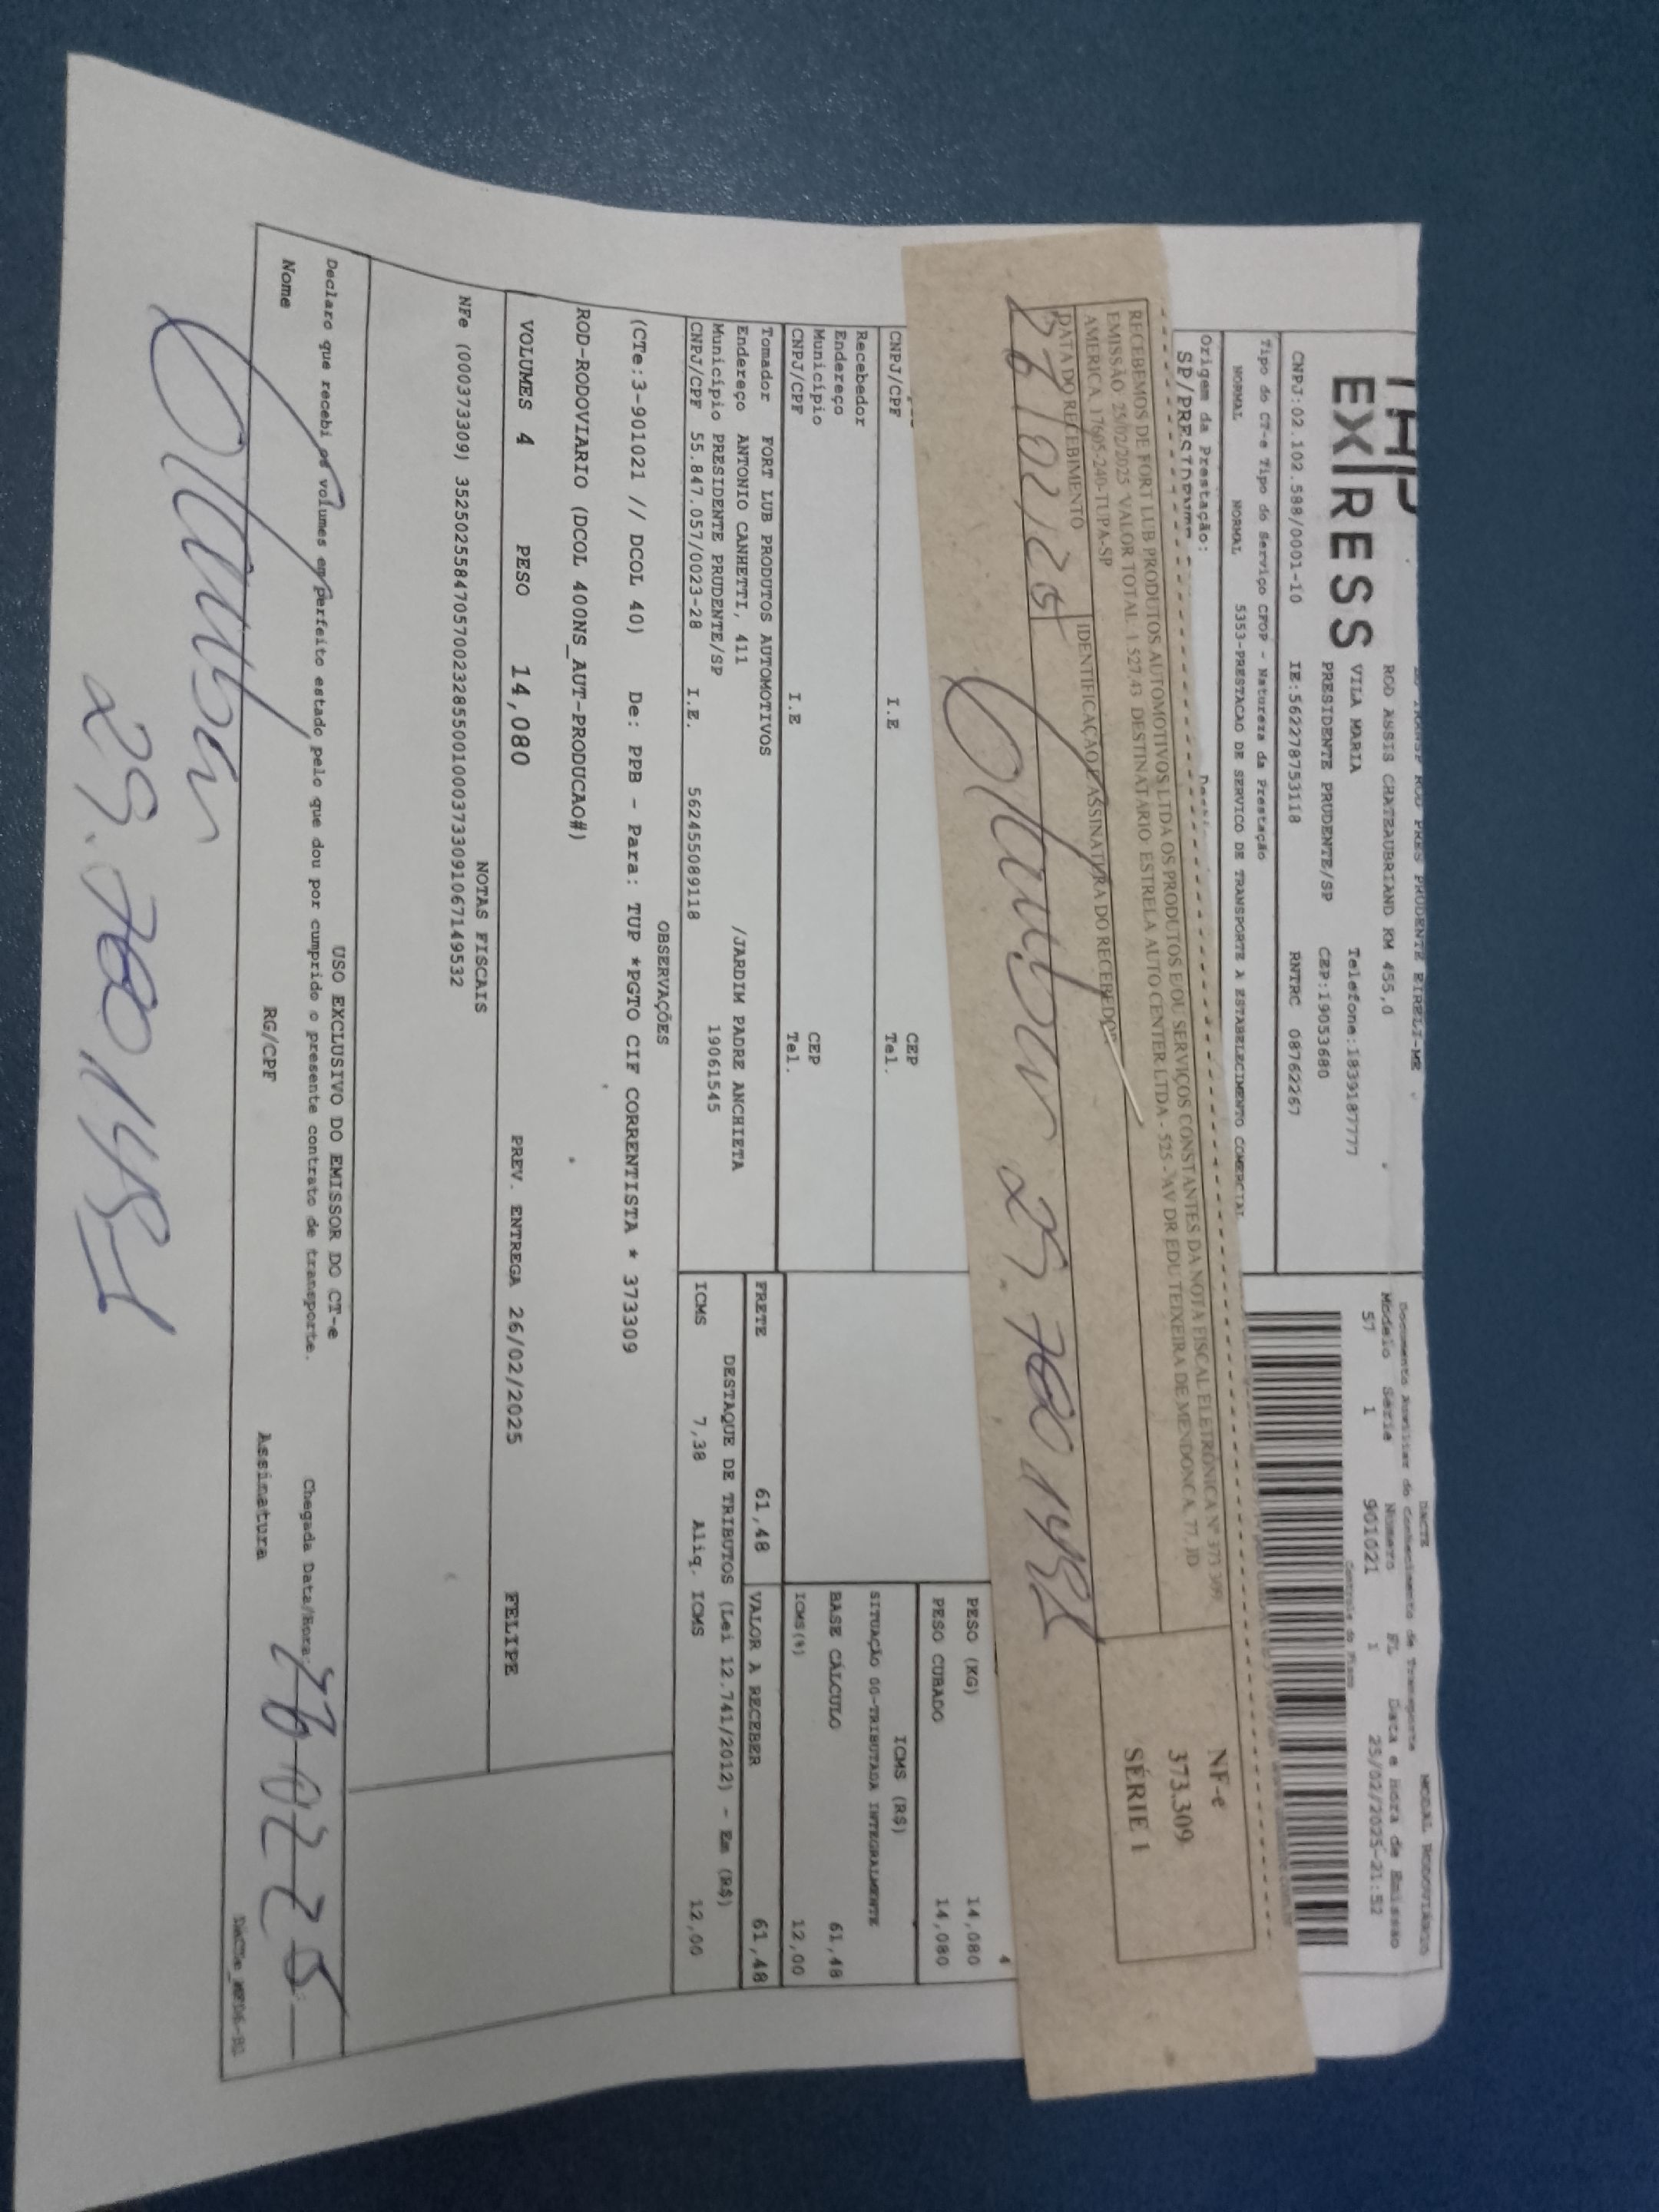 EXPRESS
ROD ASSIS CHATEAUBRIAND KM 455,0
VILA MARIA Telefone:1839187777
PRESIDENTE PRUDENTE/SP CEP:19053680
CNPJ:02.102.588/0001-10 IE:562278753118 RNTRC 08762267
Tipo do CT-e Tipo do Serviço CFOP - Natureza da Prestação
NORMAL NORMAL 5353-PRESTACAO DE SERVICO DE TRANSPORTE A ESTABELECIMENTO COMERCIAL
Origem da Prestação:
DACTE MODAL RODOVIÁRIO
Documento Auxiliar do Conhecimento de Transporte
Modelo Serie Número FL Data e Hora de Emissão
57 1 901021 1 25/02/2025-21:52
Controle do Fisco
RECEBEMOS DE FORT LUB PRODUTOS AUTOMOTIVOS LTDA OS PRODUTOS E/OU SERVIÇOS CONSTANTES DA NOTA FISCAL ELETRÔNICA Nº 373.309
EMISSÃO: 25/02/2025 VALOR TOTAL: 1.527,43 DESTINATÁRIO: ESTRELA AUTO CENTER LTDA - 525 - AV DR EDU TEIXEIRA DE MENDONCA, 77, JD
AMERICA, 17605-240-TUPA-SP
DATA DO RECEBIMENTO IDENTIFICAÇÃO E ASSINATURA DO RECEBEDOR
NF-e
373.309
SÉRIE 1
CNPJ/CPF I.E CEP
Tel.
Recebedor
Endereço
Município CEP
CNPJ/CPF I.E Tel.
4
PESO (KG) 14,080
PESO CUBADO 14,080
ICMS (R$)
SITUAÇÃO 00-TRIBUTADA INTEGRALMENTE
BASE CÁLCULO 61,48
ICMS(%) 12,00
Tomador FORT LUB PRODUTOS AUTOMOTIVOS
Endereço ANTONIO CANHETTI, 411 /JARDIM PADRE ANCHIETA
Município PRESIDENTE PRUDENTE/SP 19061545
CNPJ/CPF 55.847.057/0023-28 I.E. 562455089118
FRETE 61,48 VALOR A RECEBER 61,48
DESTAQUE DE TRIBUTOS (Lei 12.741/2012) - Em (R$)
ICMS 7,38 Aliq. ICMS 12,00
OBSERVAÇÕES
(CTe:3-901021 // DCOL 40) De: PPB - Para: TUP *PGTO CIF CORRENTISTA * 373309
ROD-RODOVIARIO (DCOL 400NS_AUT-PRODUCAO#)
VOLUMES 4 PESO 14,080 PREV. ENTREGA 26/02/2025 FELIPE
NOTAS FISCAIS
NFe (000373309) 35250255847057002328550010003733091067149532
USO EXCLUSIVO DO EMISSOR DO CT-e
Declaro que recebi os volumes em perfeito estado pelo que dou por cumprido o presente contrato de transporte. Chegada Data/Hora:
Nome RG/CPF Assinatura